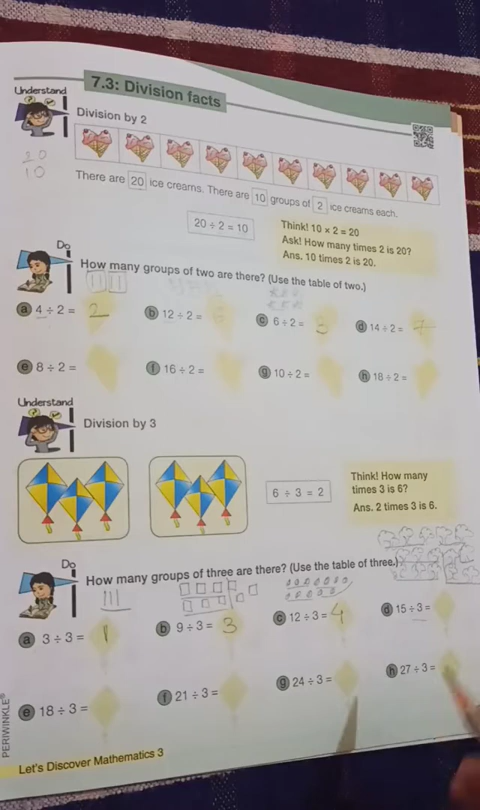 7.3: Division facts
Understand
Division by 2
20
10
There are 20 ice creams. There are 10 groups of 2 ice creams each.
20 ÷ 2 = 10
Think! 10 × 2 = 20
Ask! How many times 2 is 20?
Ans. 10 times 2 is 20.
Do
How many groups of two are there? (Use the table of two.)
a 4 ÷ 2 = 2
b 12 ÷ 2 =
c 6 ÷ 2 =
d 14 ÷ 2 = 7
e 8 ÷ 2 =
f 16 ÷ 2 =
g 10 ÷ 2 =
h 18 ÷ 2 =
Understand
Division by 3
6 ÷ 3 = 2
Think! How many
times 3 is 6?
Ans. 2 times 3 is 6.
Do
How many groups of three are there? (Use the table of three.)
a 3 ÷ 3 = 1
b 9 ÷ 3 = 3
c 12 ÷ 3 = 4
d 15 ÷ 3 =
e 18 ÷ 3 =
f 21 ÷ 3 =
g 24 ÷ 3 =
h 27 ÷ 3 =
PERIWINKLE®
Let's Discover Mathematics 3